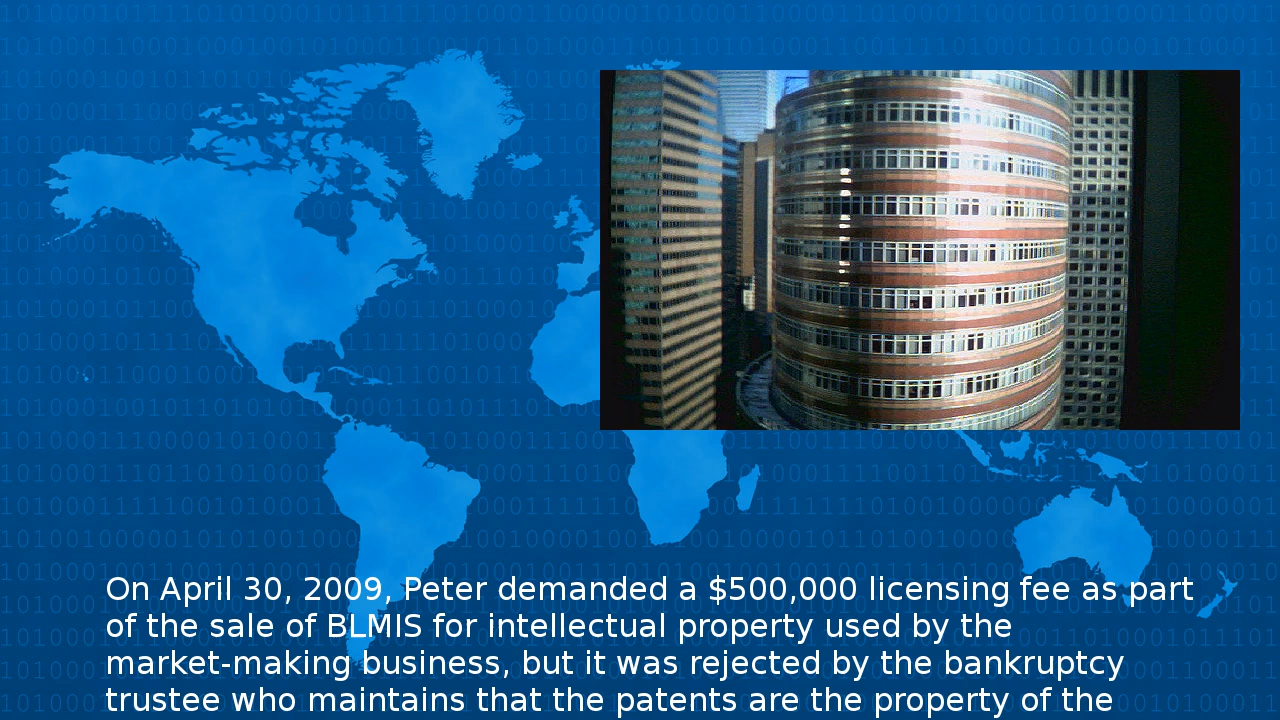 On April 30, 2009, Peter demanded a $500,000 licensing fee as part
of the sale of BLMIS for intellectual property used by the
market-making business, but it was rejected by the bankruptcy
trustee who maintains that the patents are the property of the